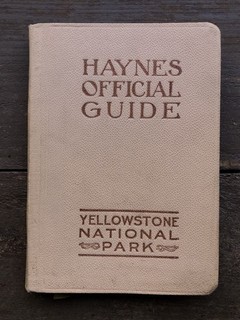 HAYNES
OFFICIAL
GUIDE
YELLOWSTONE
NATIONAL
PARK